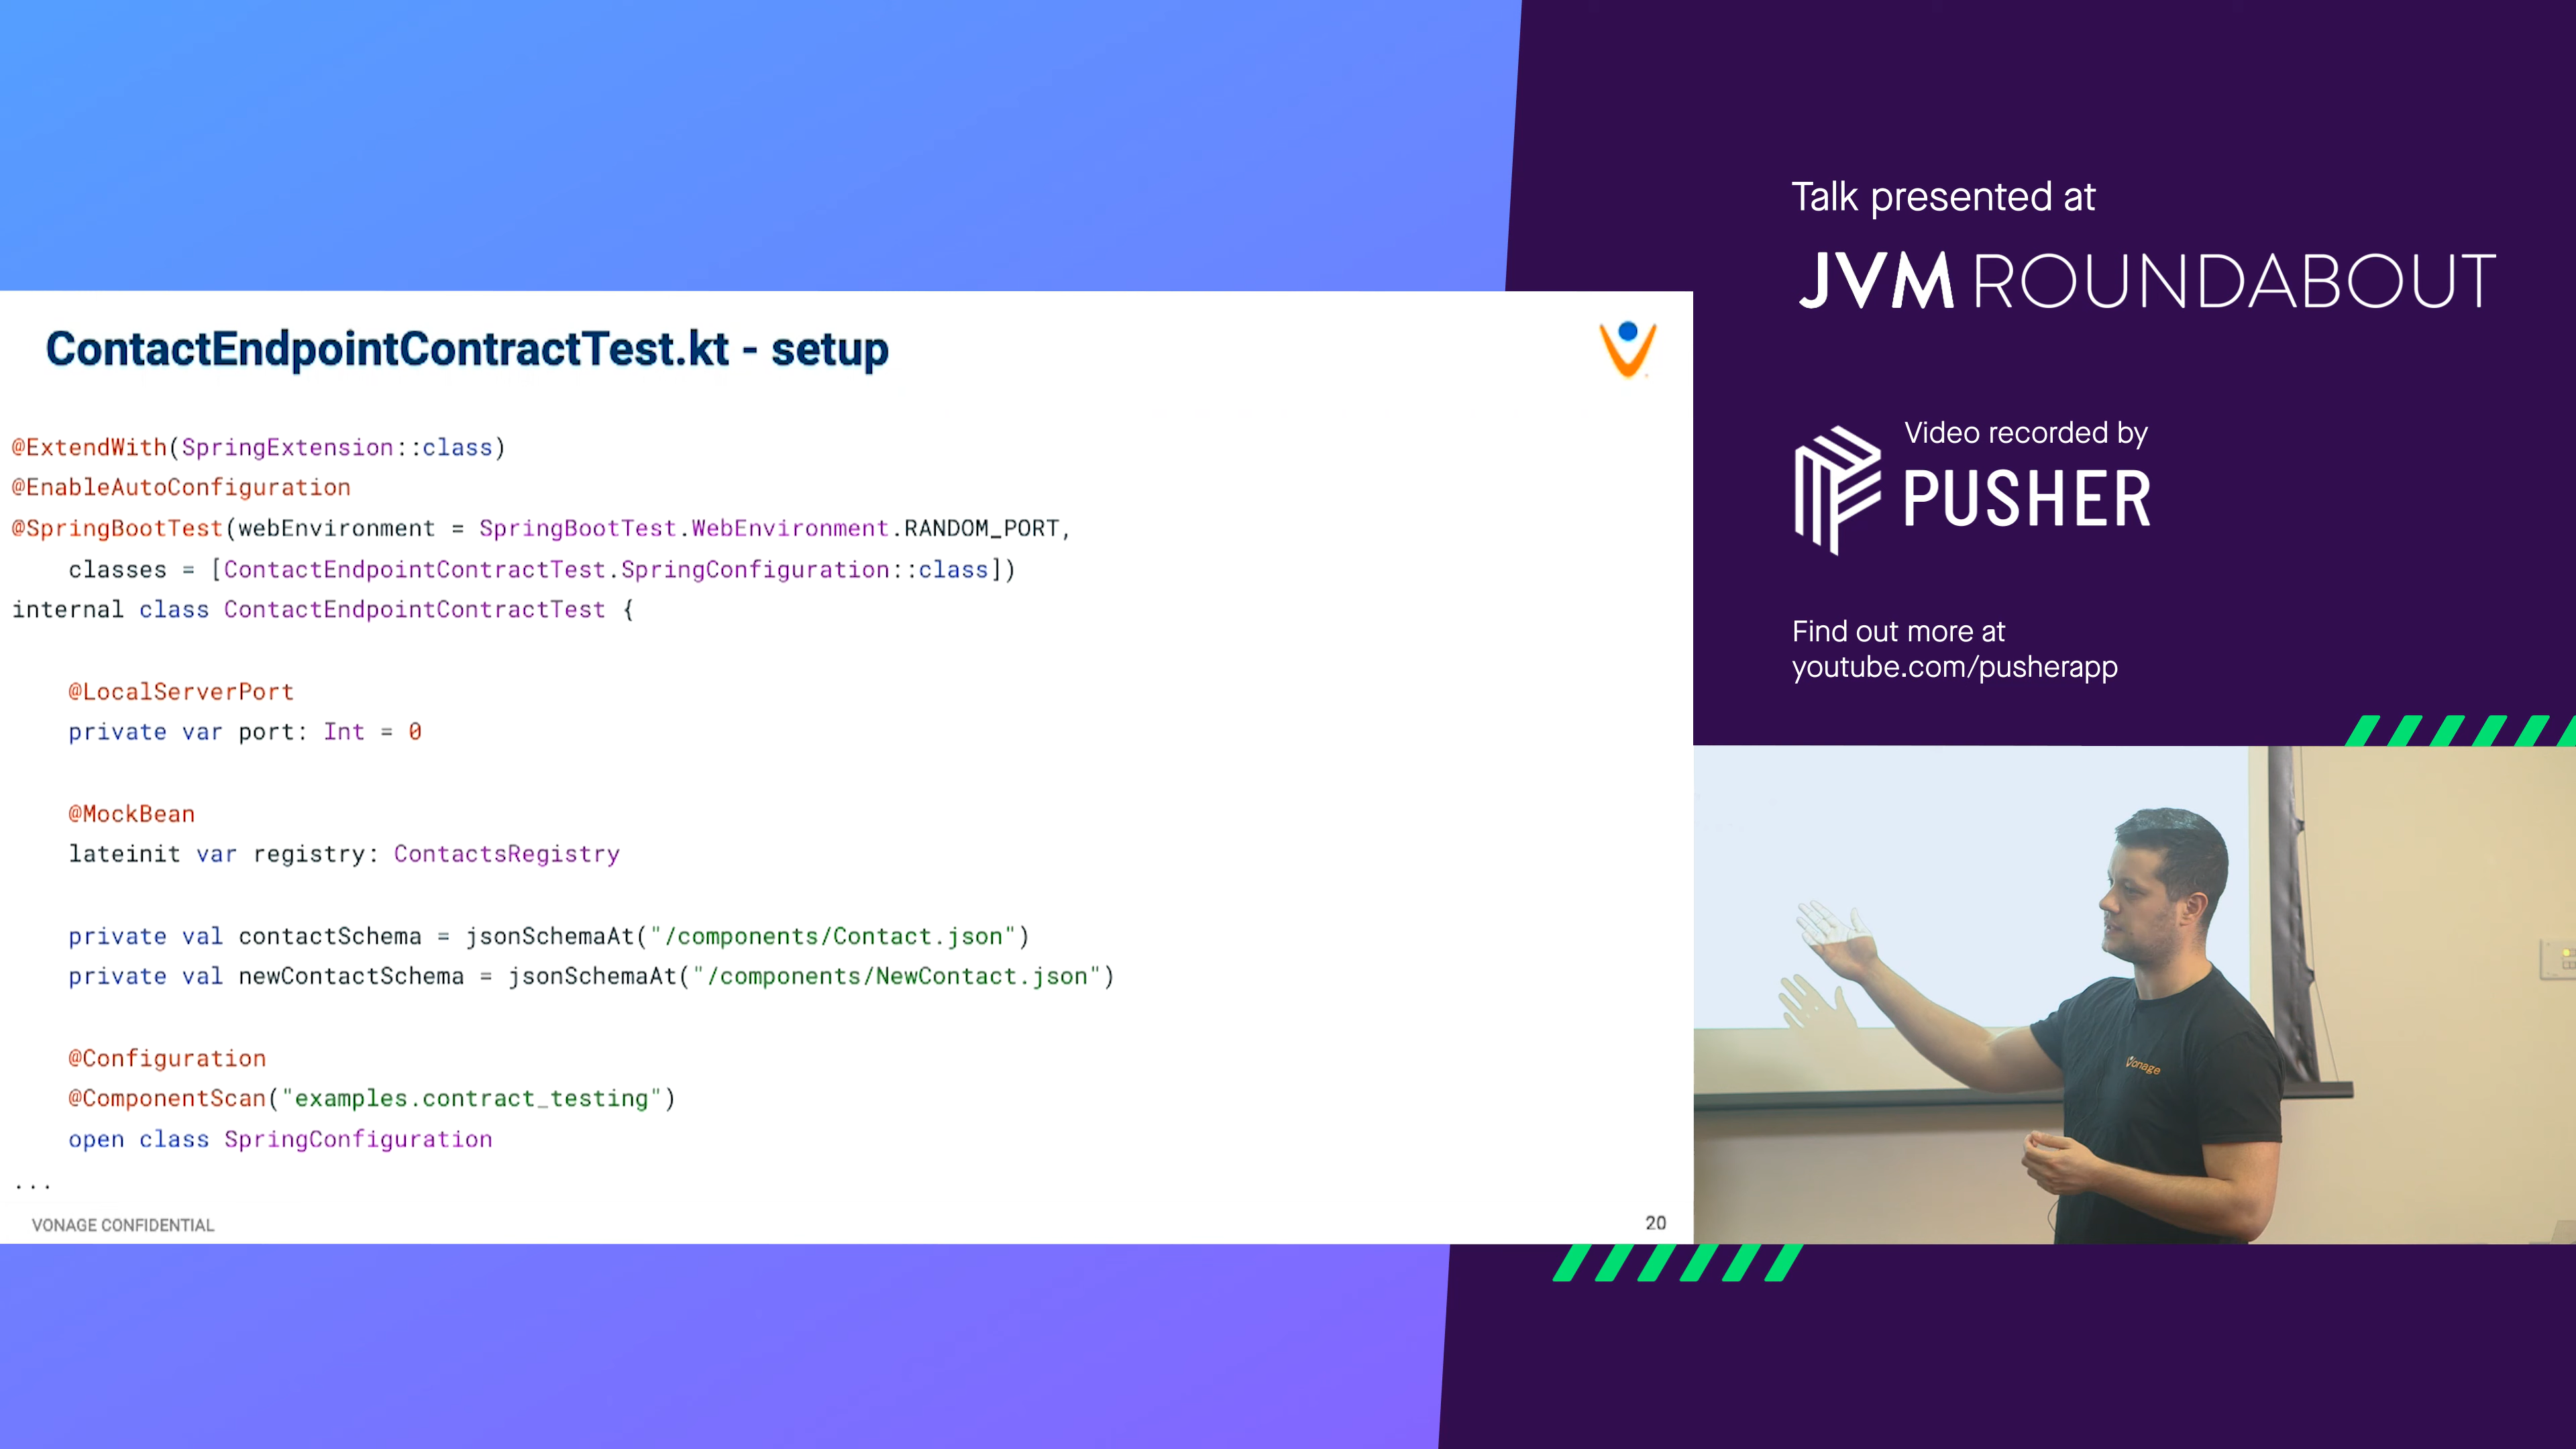 ContactEndpointContractTest.kt - setup
@ExtendWith(SpringExtension::class)
@EnableAutoConfiguration
@SpringBootTest(webEnvironment = SpringBootTest.WebEnvironment.RANDOM_PORT,
classes = [ContactEndpointContractTest.SpringConfiguration::class])
internal class ContactEndpointContractTest {
@LocalServerPort
private var port: Int = 0
@MockBean
lateinit var registry: ContactsRegistry
private val contactSchema = jsonSchemaAt("/components/Contact.json")
private val newContactSchema = jsonSchemaAt("/components/NewContact.json")
@Configuration
@ComponentScan("examples.contract_testing")
open class SpringConfiguration
...
VONAGE CONFIDENTIAL
20
Talk presented at
JVM ROUNDABOUT
Video recorded by
PUSHER
Find out more at
youtube.com/pusherapp
Vonage